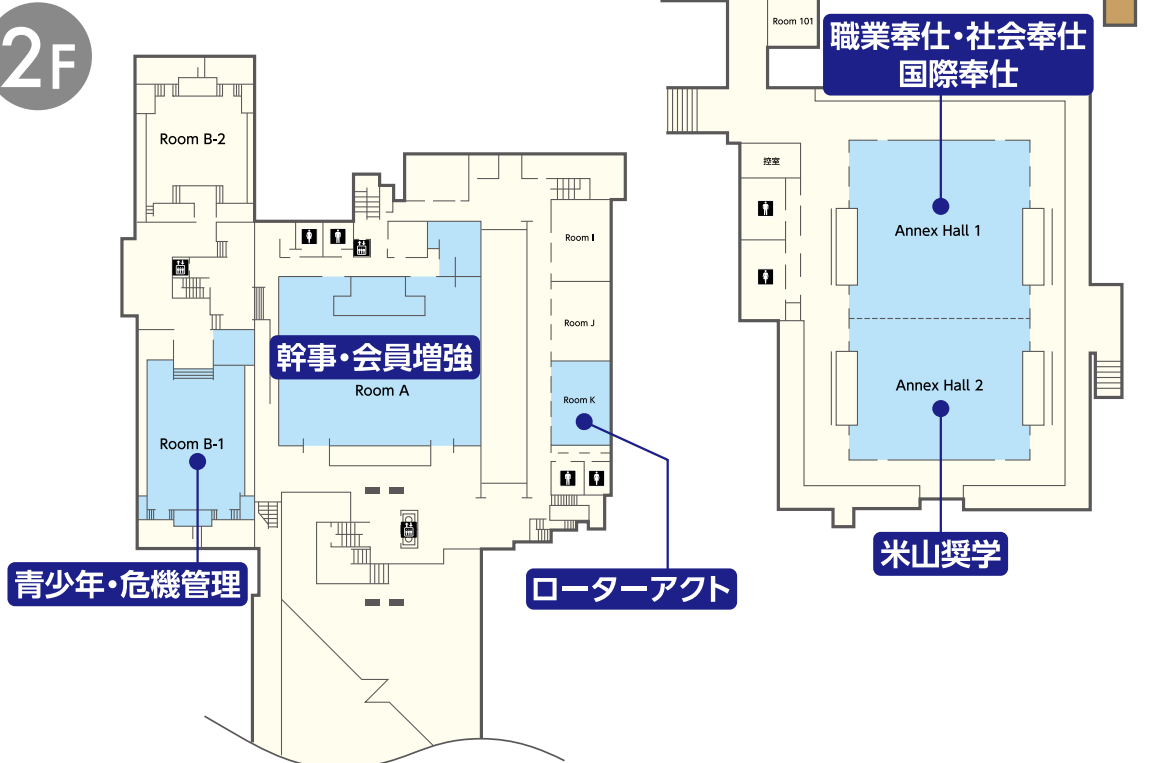 2F
Room 101
職業奉仕・社会奉仕
国際奉仕
Room B-2
控室
Annex Hall 1
Room I
Room J
幹事・会員増強
Room A
Annex Hall 2
Room K
Room B-1
米山奨学
青少年・危機管理
ローターアクト